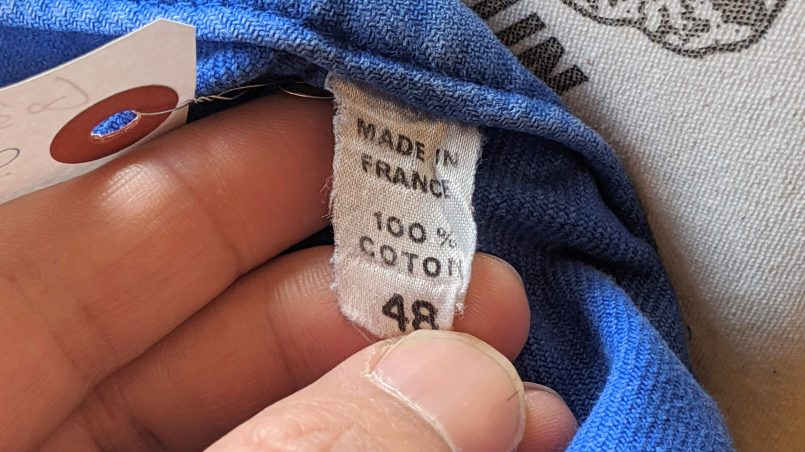 MADE IN
FRANCE
100 %
COTON
48